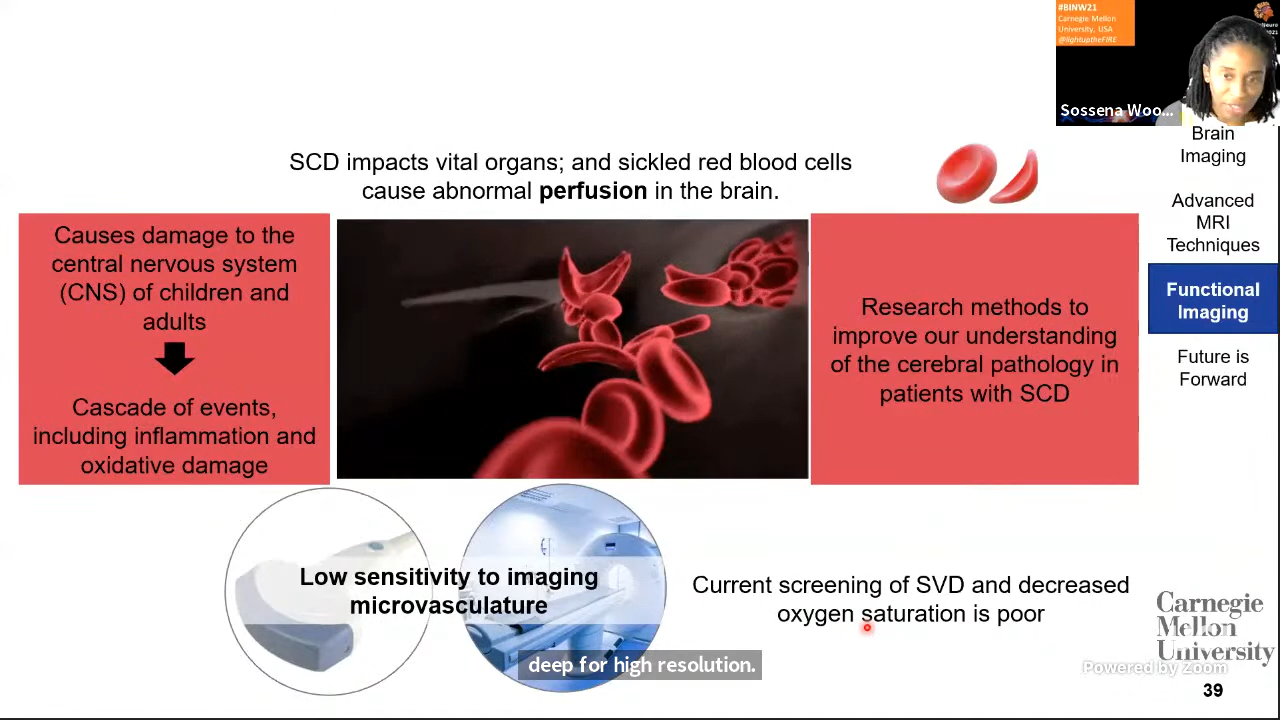 #BINW21
Carnegie Mellon
University, USA
@lightuptheFIRE
Sossena Woo...
SCD impacts vital organs; and sickled red blood cells
cause abnormal perfusion in the brain.
Causes damage to the
central nervous system
(CNS) of children and
adults
Cascade of events,
including inflammation and
oxidative damage
Research methods to
improve our understanding
of the cerebral pathology in
patients with SCD
Low sensitivity to imaging
microvasculature
Current screening of SVD and decreased
oxygen saturation is poor
deep for high resolution.
Brain
Imaging
Advanced
MRI
Techniques
Functional
Imaging
Future is
Forward
Carnegie
Mellon
University
Powered by Zoom
39